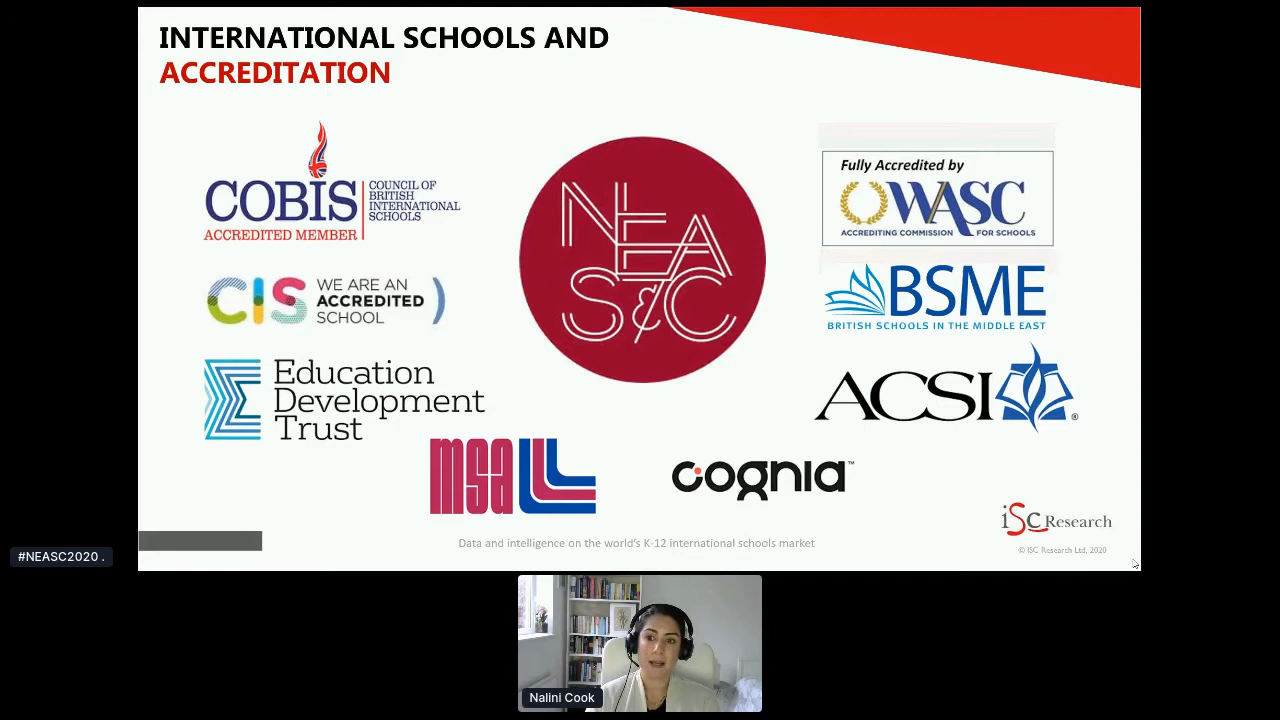 INTERNATIONAL SCHOOLS AND
ACCREDITATION
COBIS
COUNCIL OF
BRITISH
INTERNATIONAL
SCHOOLS
ACCREDITED MEMBER
CIS
WE ARE AN
ACCREDITED
SCHOOL
Education
Development
Trust
NEA
S&C
Fully Accredited by
WASC
ACCREDITING COMMISSION FOR SCHOOLS
BSME
BRITISH SCHOOLS IN THE MIDDLE EAST
ACSI®
msa
cognia™
iSC Research
Data and intelligence on the world's K-12 international schools market
© ISC Research Ltd, 2020
#NEASC2020 .
Nalini Cook